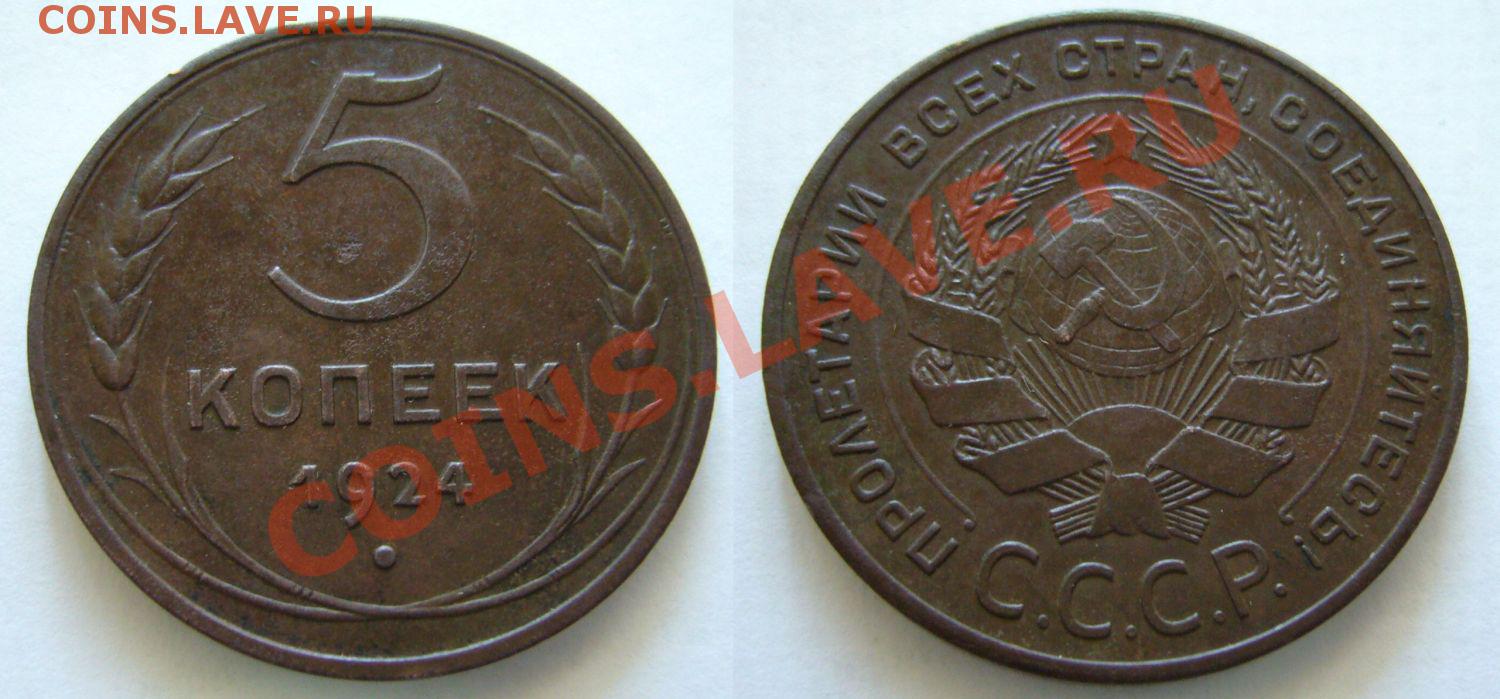 COINS.LAVE.RU
5
КОПЕЕК
1924
ПРОЛЕТАРИИ ВСЕХ СТРАН, СОЕДИНЯЙТЕСЬ!
С.С.С.Р.
COINS.LAVE.RU